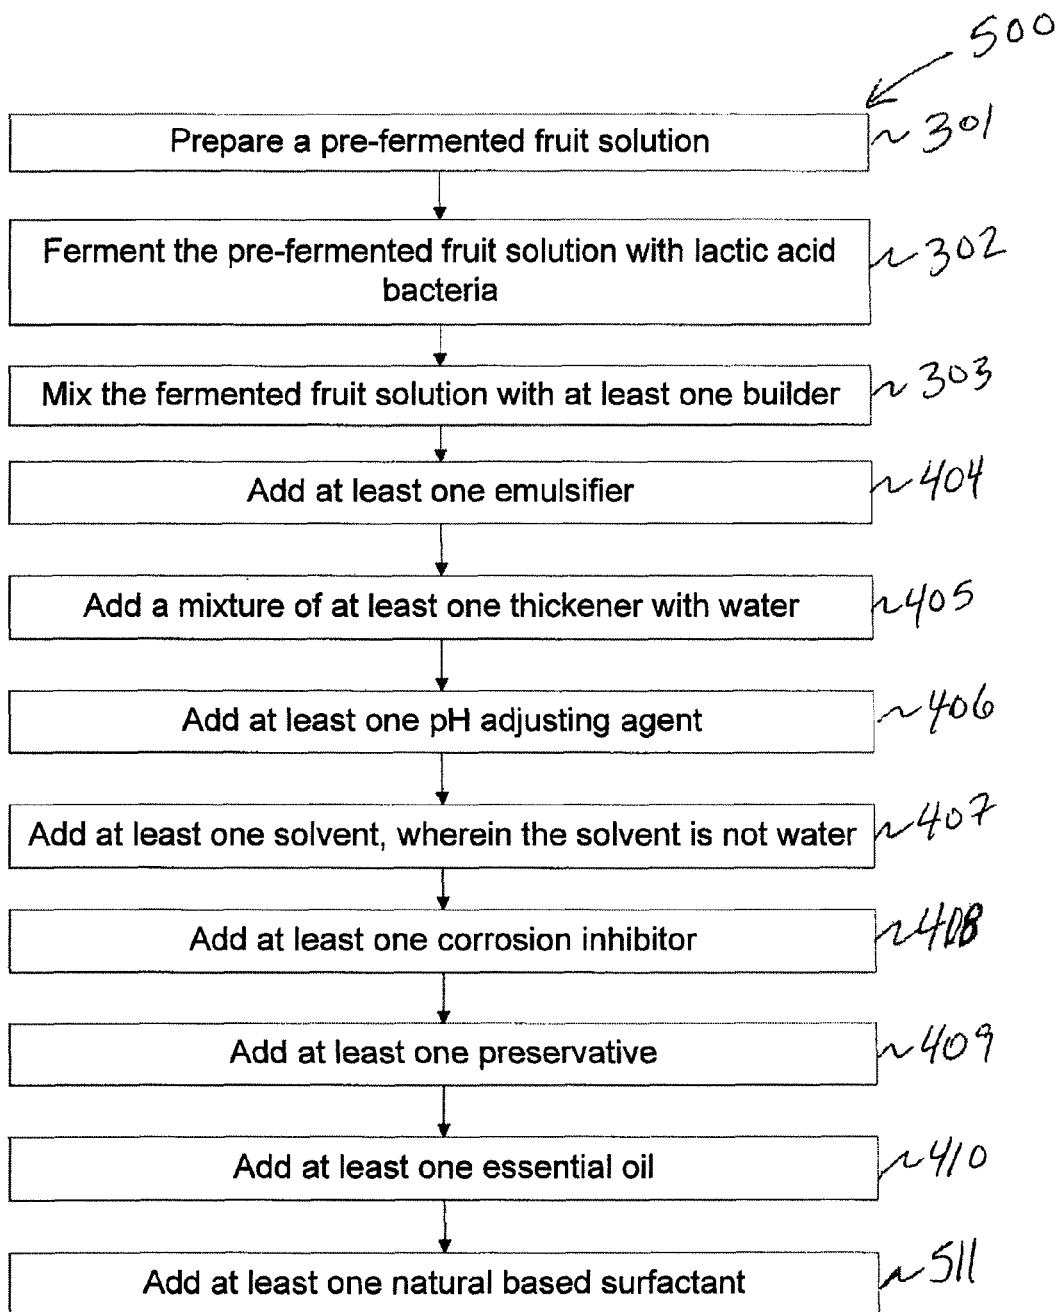 500
Prepare a pre-fermented fruit solution 301
Ferment the pre-fermented fruit solution with lactic acid 302
bacteria
Mix the fermented fruit solution with at least one builder 303
Add at least one emulsifier 404
Add a mixture of at least one thickener with water 405
Add at least one pH adjusting agent 406
Add at least one solvent, wherein the solvent is not water 407
Add at least one corrosion inhibitor 408
Add at least one preservative 409
Add at least one essential oil 410
Add at least one natural based surfactant 511